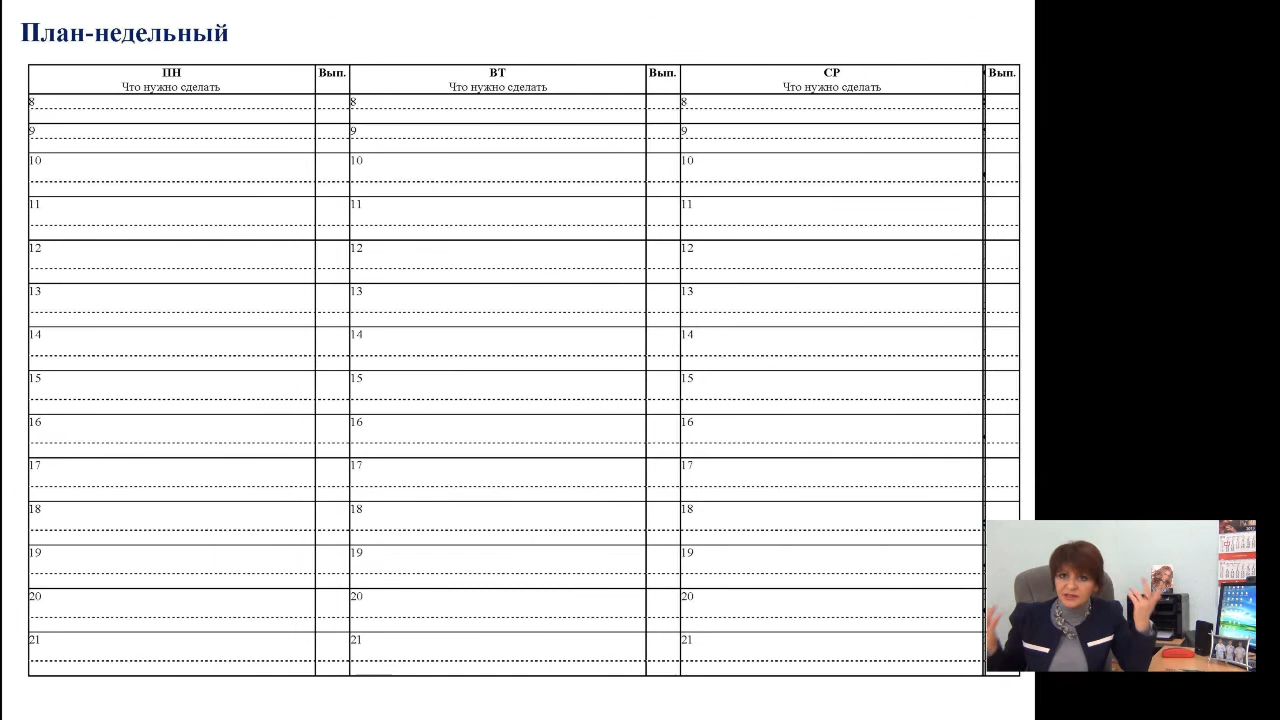 План-недельный
ПН Вып. ВТ Вып. СР Вып.
Что нужно сделать Что нужно сделать Что нужно сделать
8 8 8
9 9 9
10 10 10
11 11 11
12 12 12
13 13 13
14 14 14
15 15 15
16 16 16
17 17 17
18 18 18
19 19 19
20 20 20
21 21 21